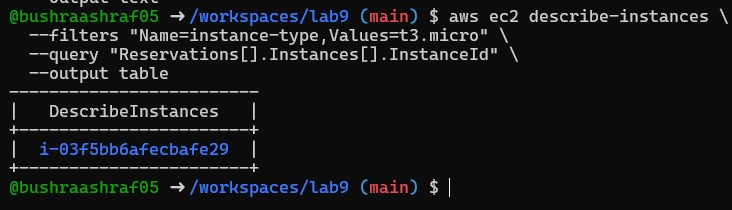 @bushraashraf05 ➜ /workspaces/lab9 (main) $ aws ec2 describe-instances \
  --filters "Name=instance-type,Values=t3.micro" \
  --query "Reservations[].Instances[].InstanceId" \
  --output table
-------------------------
|   DescribeInstances   |
+-----------------------+
|  i-03f5bb6afecbafe29  |
+-----------------------+
@bushraashraf05 ➜ /workspaces/lab9 (main) $